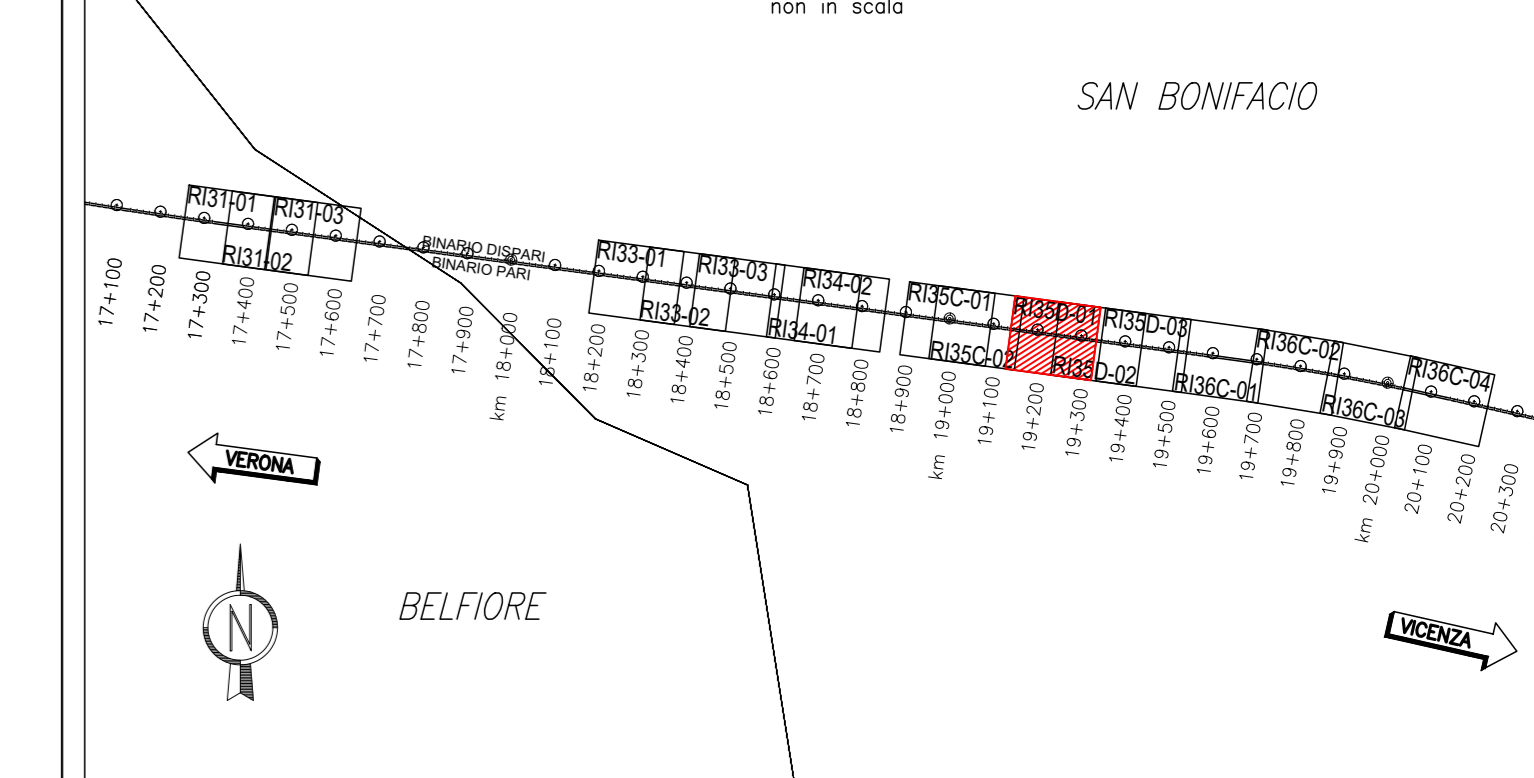 non in scala
SAN BONIFACIO
RI31-01
RI31-03
RI31-02
BINARIO DISPARI
BINARIO PARI
RI33-01
RI33-03
RI34-02
RI33-02
RI34-01
RI35C-01
RI35D-01
RI35D-03
RI36C-02
RI36C-04
RI35C-02
RI35D-02
RI36C-01
RI36C-03
17+100
17+200
17+300
17+400
17+500
17+600
17+700
17+800
17+900
km 18+000
18+100
18+200
18+300
18+400
18+500
18+600
18+700
18+800
18+900
km 19+000
19+100
19+200
19+300
19+400
19+500
19+600
19+700
19+800
19+900
km 20+000
20+100
20+200
20+300
VERONA
N
BELFIORE
VICENZA